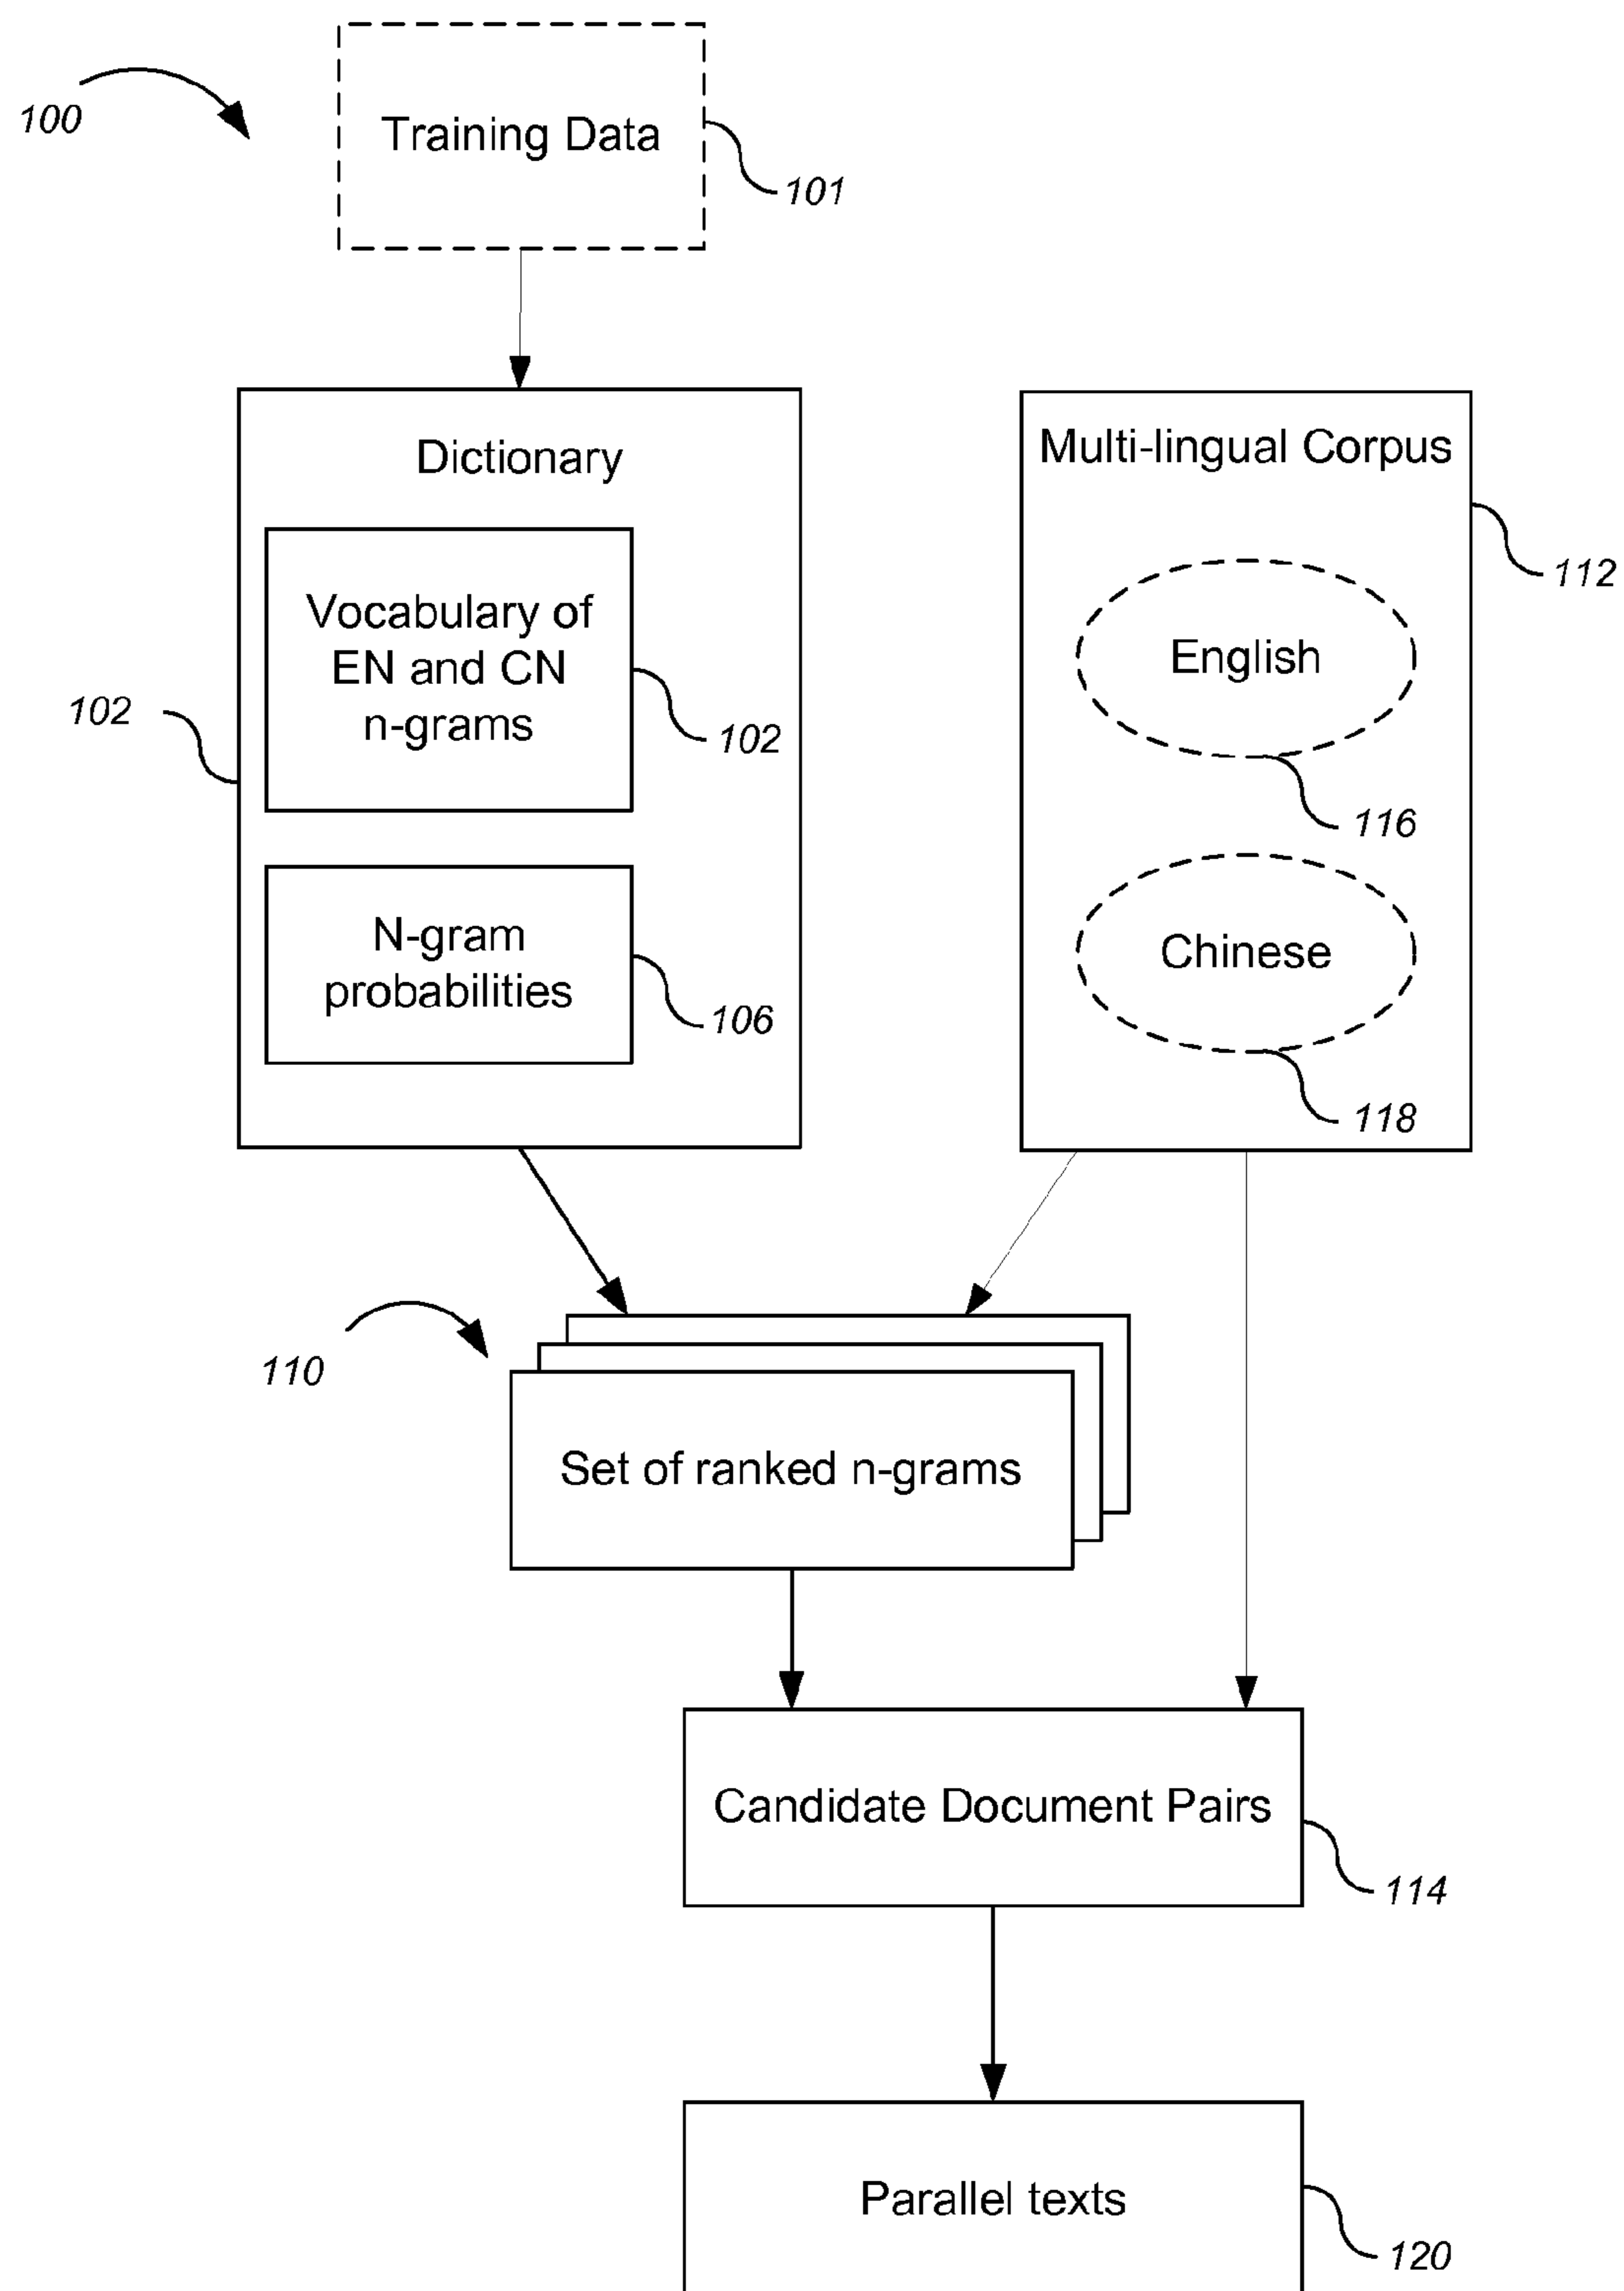 100
Training Data
101
Dictionary
Vocabulary of
EN and CN
n-grams
102
102
N-gram
probabilities
106
Multi-lingual Corpus
112
English
116
Chinese
118
110
Set of ranked n-grams
Candidate Document Pairs
114
Parallel texts
120